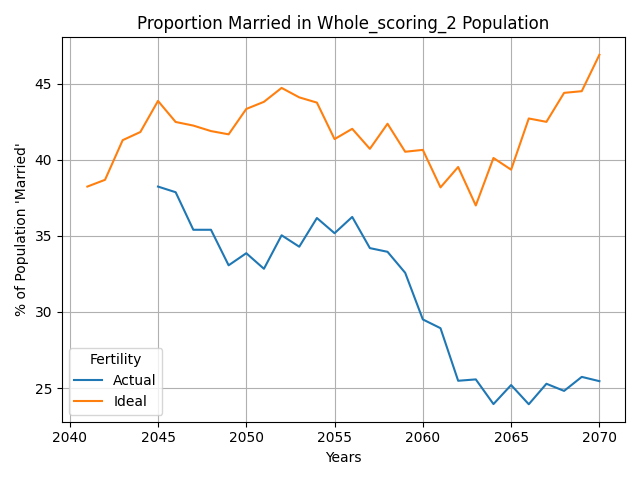 Proportion Married in Whole_scoring_2 Population
% of Population 'Married'
45
40
35
30
25
Fertility
Actual
Ideal
2040 2045 2050 2055 2060 2065 2070
Years